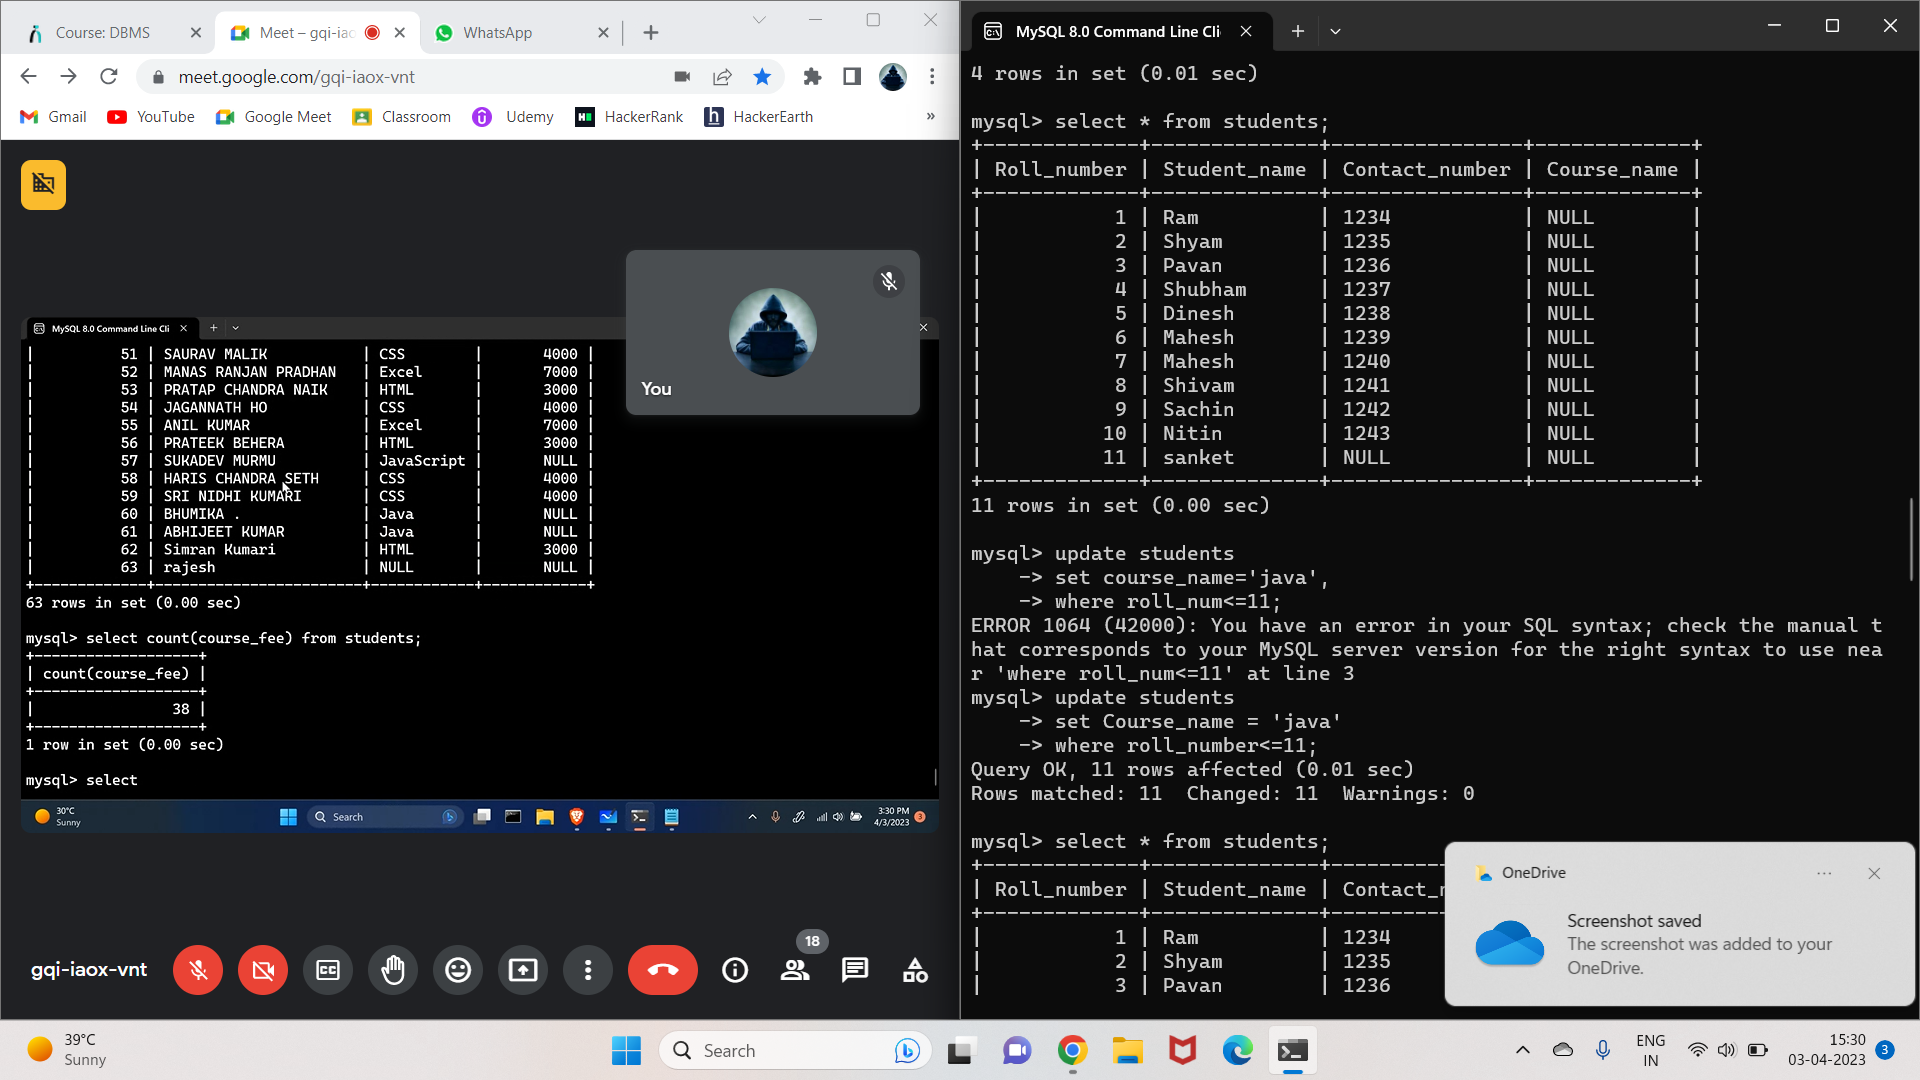 Course: DBMS
Meet – gqi-iao
WhatsApp
meet.google.com/gqi-iaox-vnt
Gmail
YouTube
Google Meet
Classroom
Udemy
HackerRank
HackerEarth
»
You
MySQL 8.0 Command Line Cli
| 51 | SAURAV MALIK | CSS | 4000 |
| 52 | MANAS RANJAN PRADHAN | Excel | 7000 |
| 53 | PRATAP CHANDRA NAIK | HTML | 3000 |
| 54 | JAGANNATH HO | CSS | 4000 |
| 55 | ANIL KUMAR | Excel | 7000 |
| 56 | PRATEEK BEHERA | HTML | 3000 |
| 57 | SUKADEV MURMU | JavaScript | NULL |
| 58 | HARIS CHANDRA SETH | CSS | 4000 |
| 59 | SRI NIDHI KUMARI | CSS | 4000 |
| 60 | BHUMIKA . | Java | NULL |
| 61 | ABHIJEET KUMAR | Java | NULL |
| 62 | Simran Kumari | HTML | 3000 |
| 63 | rajesh | NULL | NULL |
+-------------+------------------------+------------+------------+
63 rows in set (0.00 sec)
mysql> select count(course_fee) from students;
+-------------------+
| count(course_fee) |
+-------------------+
| 38 |
+-------------------+
1 row in set (0.00 sec)
mysql> select
30°C
Sunny
Search
3:30 PM
4/3/2023
3
gqi-iaox-vnt
18
MySQL 8.0 Command Line Cli
4 rows in set (0.01 sec)
mysql> select * from students;
+-------------+--------------+----------------+-------------+
| Roll_number | Student_name | Contact_number | Course_name |
+-------------+--------------+----------------+-------------+
| 1 | Ram | 1234 | NULL |
| 2 | Shyam | 1235 | NULL |
| 3 | Pavan | 1236 | NULL |
| 4 | Shubham | 1237 | NULL |
| 5 | Dinesh | 1238 | NULL |
| 6 | Mahesh | 1239 | NULL |
| 7 | Mahesh | 1240 | NULL |
| 8 | Shivam | 1241 | NULL |
| 9 | Sachin | 1242 | NULL |
| 10 | Nitin | 1243 | NULL |
| 11 | sanket | NULL | NULL |
+-------------+--------------+----------------+-------------+
11 rows in set (0.00 sec)
mysql> update students
-> set course_name='java',
-> where roll_num<=11;
ERROR 1064 (42000): You have an error in your SQL syntax; check the manual t
hat corresponds to your MySQL server version for the right syntax to use nea
r 'where roll_num<=11' at line 3
mysql> update students
-> set Course_name = 'java'
-> where roll_number<=11;
Query OK, 11 rows affected (0.01 sec)
Rows matched: 11 Changed: 11 Warnings: 0
mysql> select * from students;
+-------------+--------------+----------
| Roll_number | Student_name | Contact_n
+-------------+--------------+----------
| 1 | Ram | 1234
| 2 | Shyam | 1235
| 3 | Pavan | 1236
OneDrive
Screenshot saved
The screenshot was added to your
OneDrive.
39°C
Sunny
Search
ENG
IN
15:30
03-04-2023
3